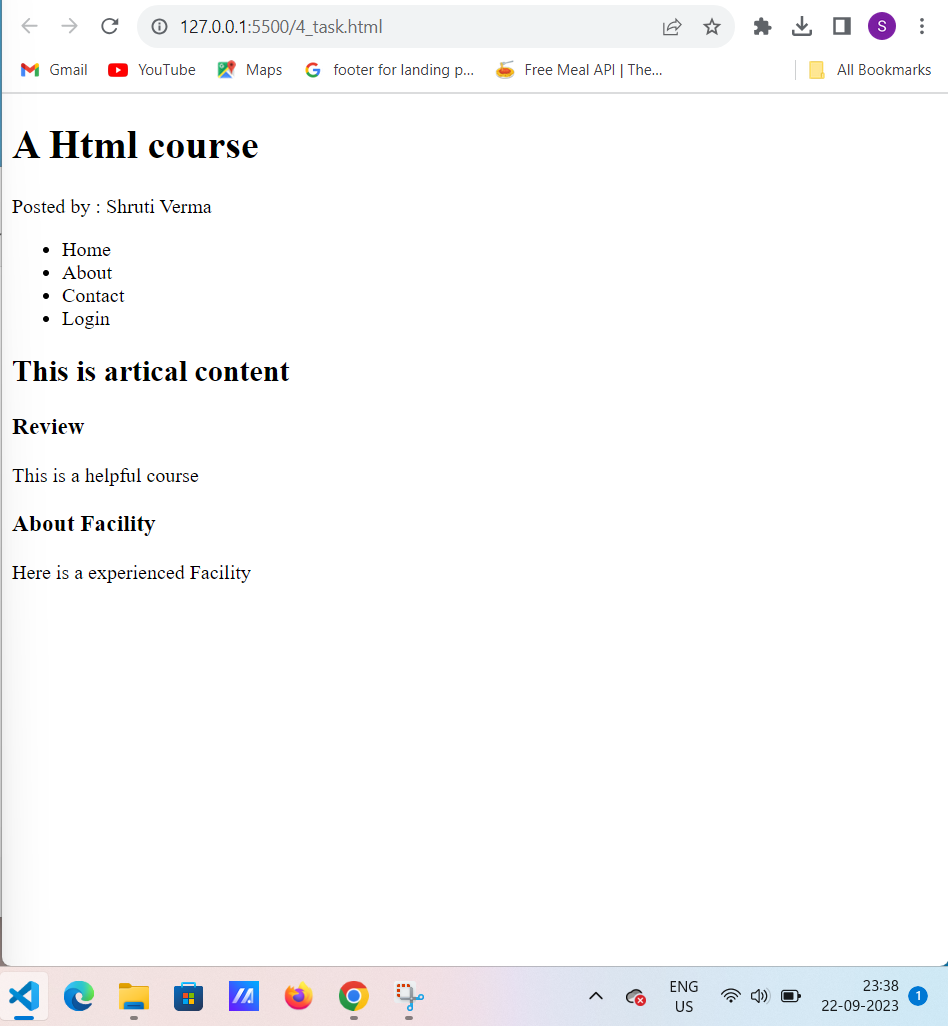 127.0.0.1:5500/4_task.html
S
Gmail YouTube Maps footer for landing p... Free Meal API | The... All Bookmarks
A Html course
Posted by : Shruti Verma
Home
About
Contact
Login
This is artical content
Review
This is a helpful course
About Facility
Here is a experienced Facility
ENG 23:38
US 22-09-2023 1